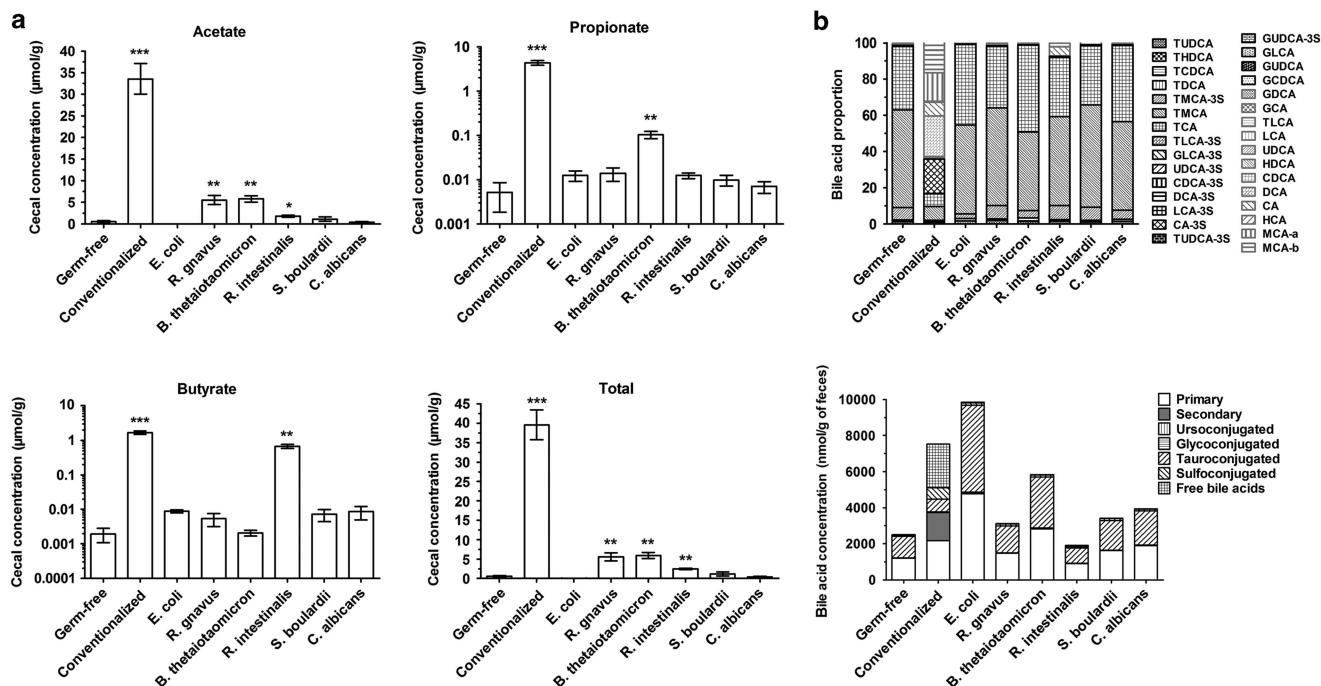 a
Acetate
Cecal concentration (μmol/g)
40
35
30
25
20
15
10
5
0
***
**
**
*
Germ-free
Conventionalized
E. coli
R. gnavus
B. thetaiotaomicron
R. intestinalis
S. boulardii
C. albicans
Propionate
Cecal concentration (μmol/g)
10
1
0.1
0.01
0.001
***
**
Germ-free
Conventionalized
E. coli
R. gnavus
B. thetaiotaomicron
R. intestinalis
S. boulardii
C. albicans
b
Bile acid proportion
100
80
60
40
20
0
Germ-free
Conventionalized
E. coli
R. gnavus
B. thetaiotaomicron
R. intestinalis
S. boulardii
C. albicans
TUDCA
THDCA
TCDCA
TDCA
TMCA-3S
TMCA
TCA
TLCA-3S
GLCA-3S
UDCA-3S
CDCA-3S
DCA-3S
LCA-3S
CA-3S
TUDCA-3S
GUDCA-3S
GLCA
GUDCA
GCDCA
GDCA
GCA
TLCA
LCA
UDCA
HDCA
CDCA
DCA
CA
HCA
MCA-a
MCA-b
Butyrate
Cecal concentration (μmol/g)
10
1
0.1
0.01
0.001
0.0001
***
**
Germ-free
Conventionalized
E. coli
R. gnavus
B. thetaiotaomicron
R. intestinalis
S. boulardii
C. albicans
Total
Cecal concentration (μmol/g)
45
40
35
30
25
20
15
10
5
0
***
**
**
**
Germ-free
Conventionalized
E. coli
R. gnavus
B. thetaiotaomicron
R. intestinalis
S. boulardii
C. albicans
Bile acid concentration (nmol/g of feces)
10000
8000
6000
4000
2000
0
Germ-free
Conventionalized
E. coli
R. gnavus
B. thetaiotaomicron
R. intestinalis
S. boulardii
C. albicans
Primary
Secondary
Ursoconjugated
Glycoconjugated
Tauroconjugated
Sulfoconjugated
Free bile acids